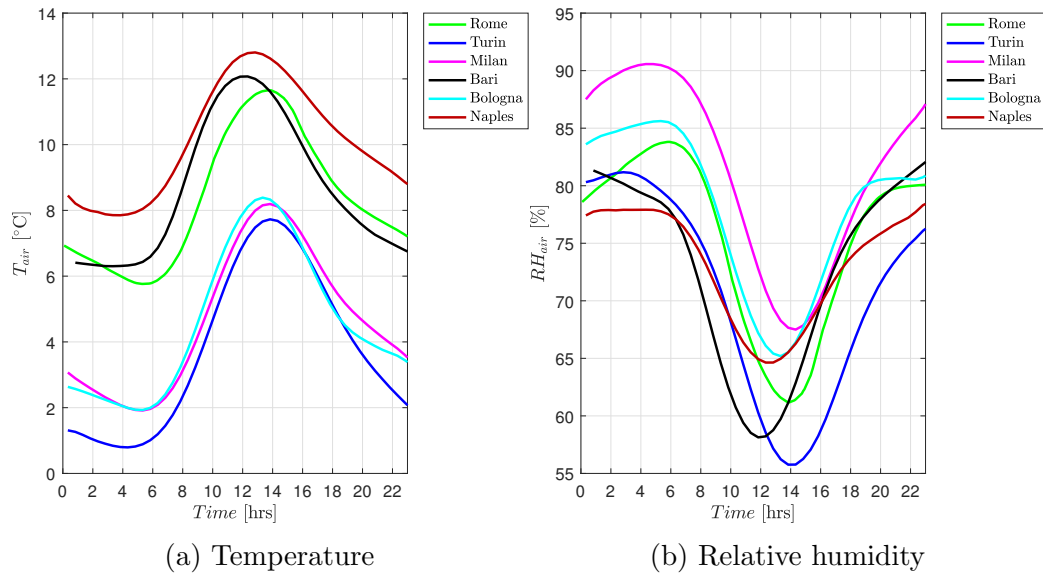 14
12
10
8
6
4
2
0
T_air [°C]
0 2 4 6 8 10 12 14 16 18 20 22
Time [hrs]
Rome
Turin
Milan
Bari
Bologna
Naples
(a) Temperature
95
90
85
80
75
70
65
60
55
RH_air [%]
0 2 4 6 8 10 12 14 16 18 20 22
Time [hrs]
Rome
Turin
Milan
Bari
Bologna
Naples
(b) Relative humidity